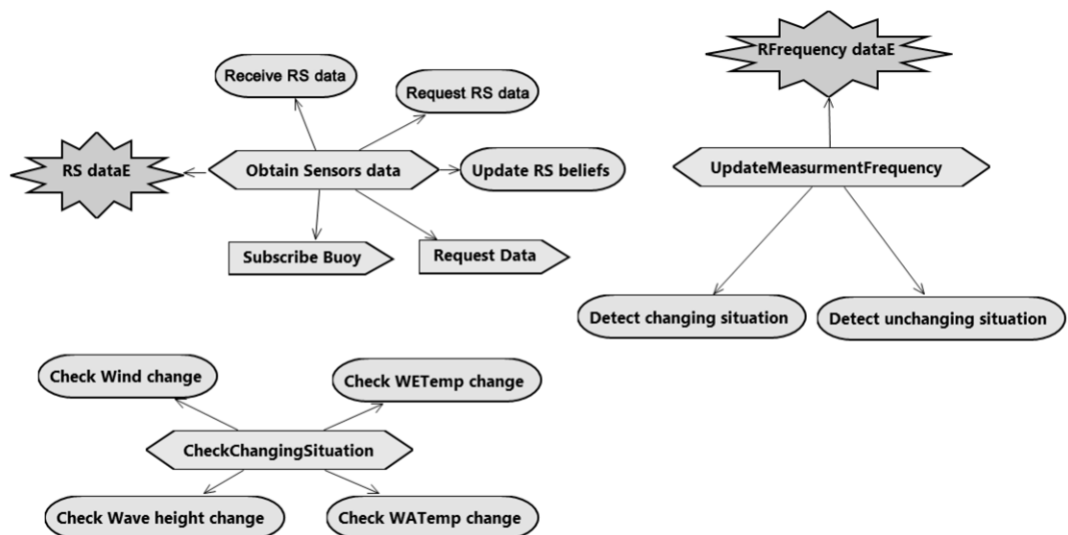 RFrequency dataE
Receive RS data
Request RS data
RS dataE
Obtain Sensors data
Update RS beliefs
UpdateMeasurmentFrequency
Subscribe Buoy
Request Data
Detect changing situation
Detect unchanging situation
Check Wind change
Check WETemp change
CheckChangingSituation
Check Wave height change
Check WATemp change